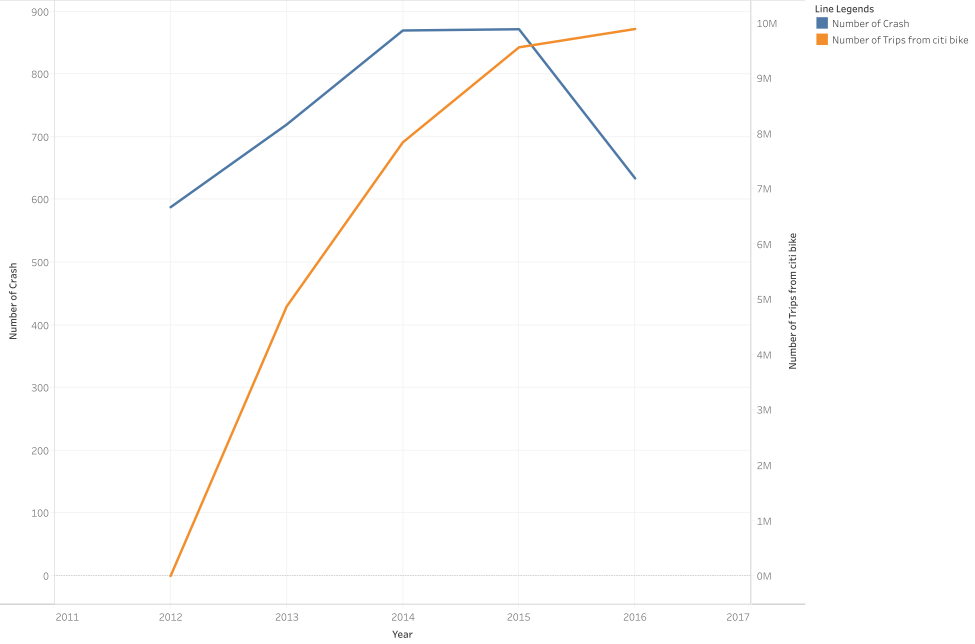 Line Legends
Number of Crash
Number of Trips from citi bike
900
800
700
600
500
400
300
200
100
0
Number of Crash
10M
9M
8M
7M
6M
5M
4M
3M
2M
1M
0M
Number of Trips from citi bike
2011 2012 2013 2014 2015 2016 2017
Year